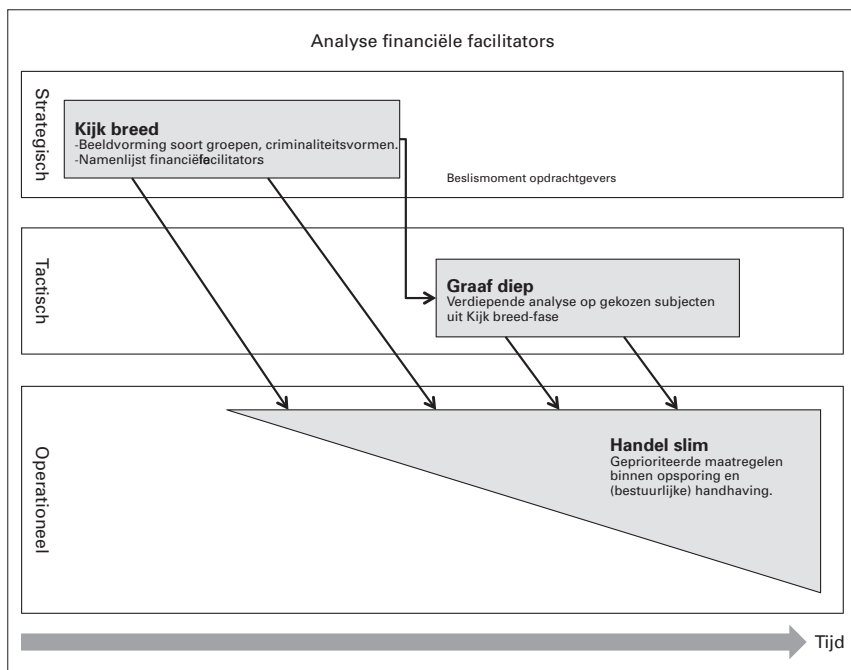 Analyse financiële facilitators
Strategisch
Kijk breed
-Beeldvorming soort groepen, criminaliteitsvormen.
-Namenlijst financiële facilitators
Beslismoment opdrachtgevers
Tactisch
Graaf diep
Verdiepende analyse op gekozen subjecten
uit Kijk breed-fase
Operationeel
Handel slim
Geprioriteerde maatregelen
binnen opsporing en
(bestuurlijke) handhaving.
Tijd